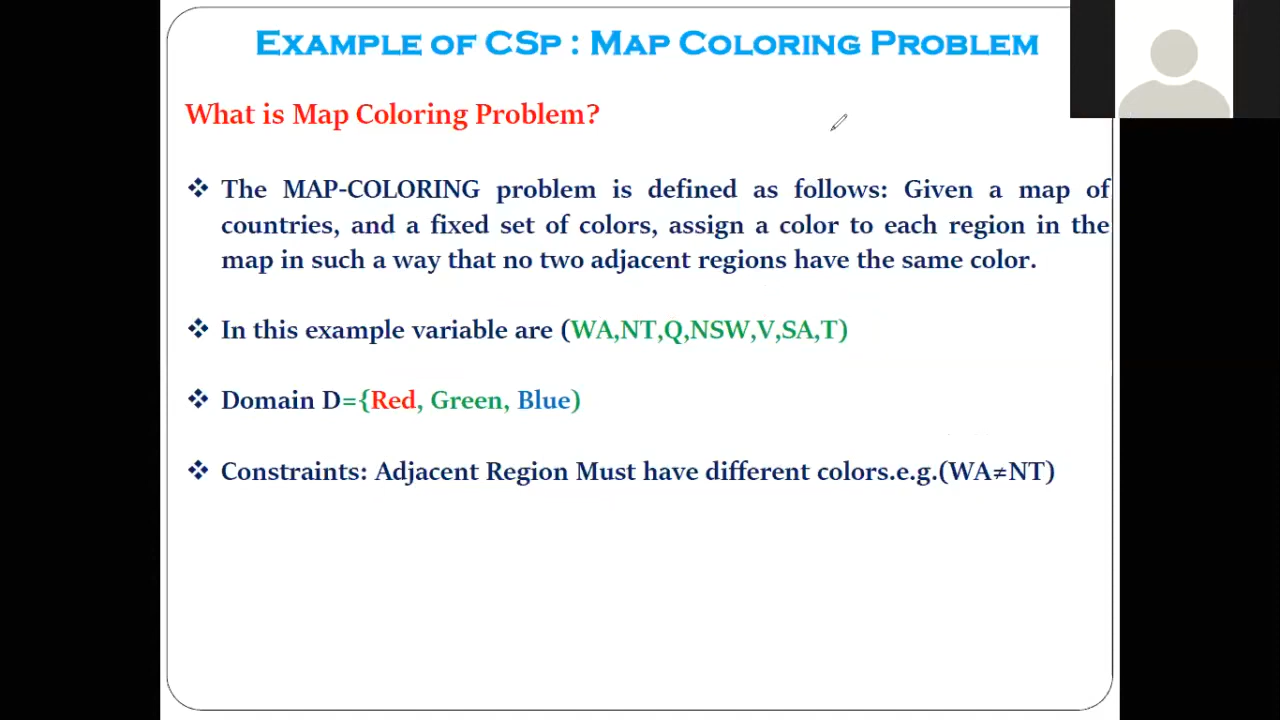 EXAMPLE OF CSP : MAP COLORING PROBLEM
What is Map Coloring Problem?
❖ The MAP-COLORING problem is defined as follows: Given a map of
countries, and a fixed set of colors, assign a color to each region in the
map in such a way that no two adjacent regions have the same color.
❖ In this example variable are (WA,NT,Q,NSW,V,SA,T)
❖ Domain D={Red, Green, Blue)
❖ Constraints: Adjacent Region Must have different colors.e.g.(WA≠NT)